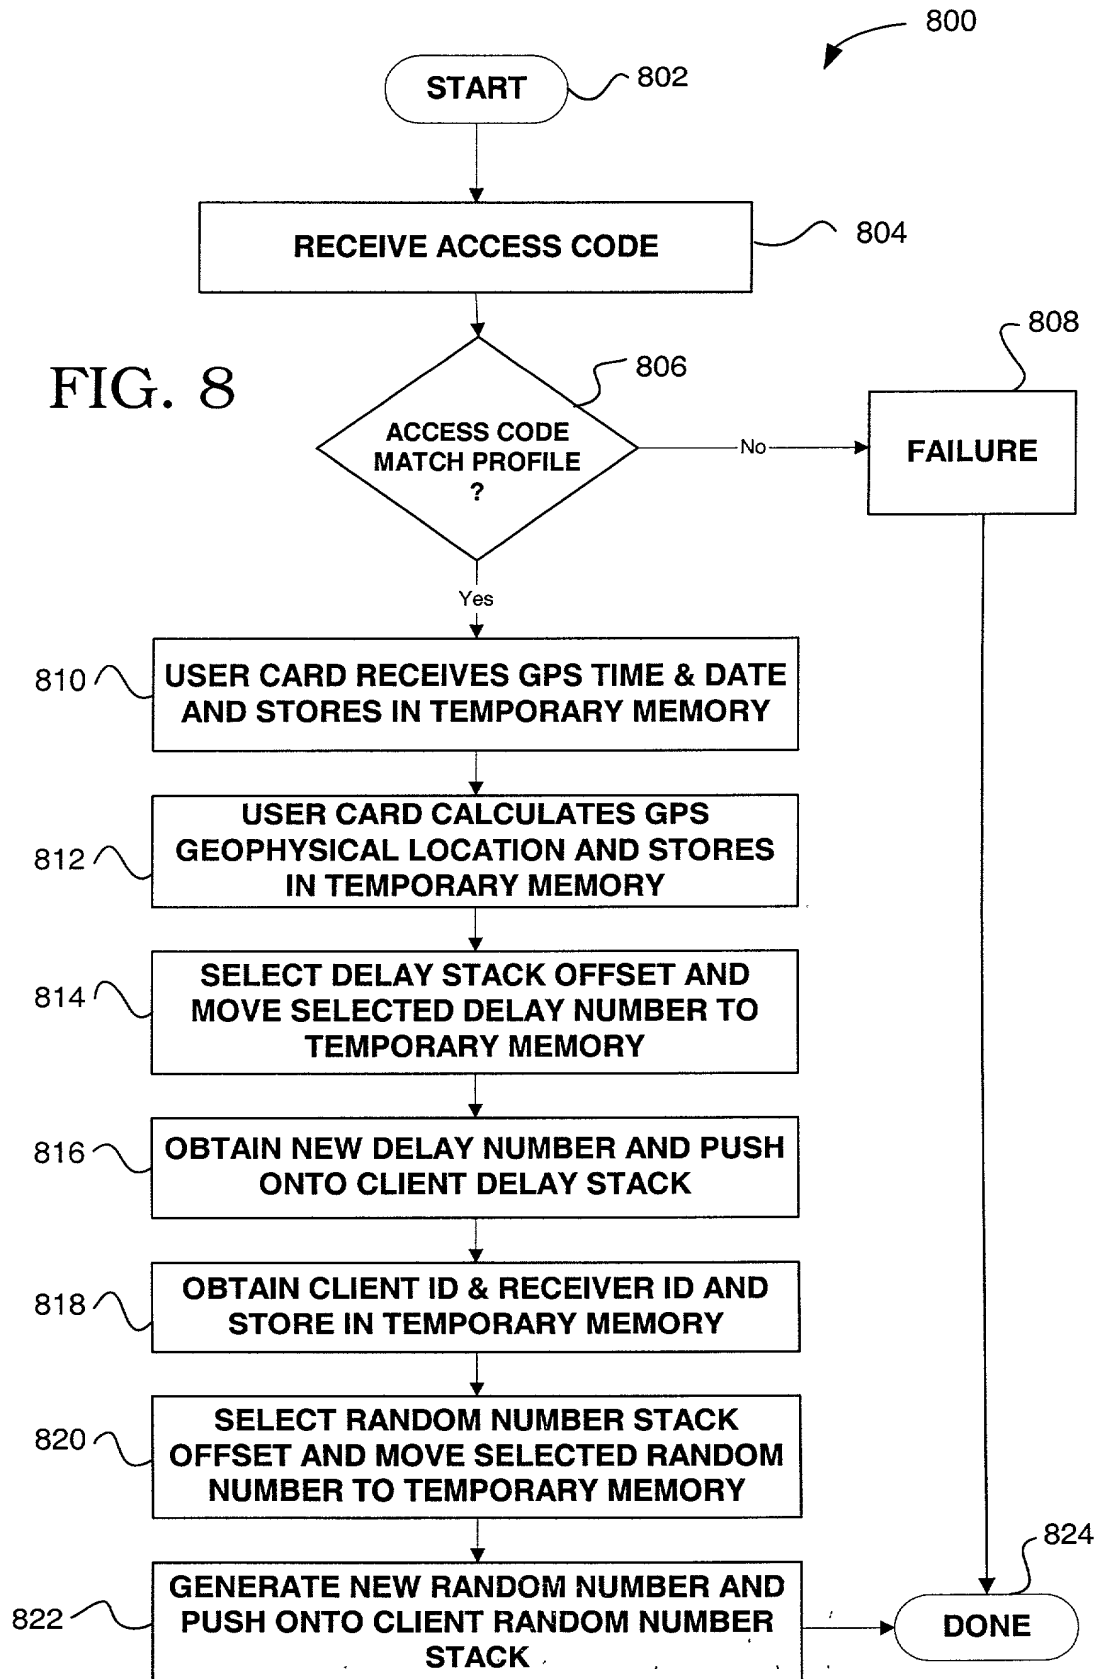 800
START
802
RECEIVE ACCESS CODE
804
FIG. 8
806
808
ACCESS CODE
MATCH PROFILE
?
No
FAILURE
Yes
810
USER CARD RECEIVES GPS TIME & DATE
AND STORES IN TEMPORARY MEMORY
812
USER CARD CALCULATES GPS
GEOPHYSICAL LOCATION AND STORES
IN TEMPORARY MEMORY
814
SELECT DELAY STACK OFFSET AND
MOVE SELECTED DELAY NUMBER TO
TEMPORARY MEMORY
816
OBTAIN NEW DELAY NUMBER AND PUSH
ONTO CLIENT DELAY STACK
818
OBTAIN CLIENT ID & RECEIVER ID AND
STORE IN TEMPORARY MEMORY
820
SELECT RANDOM NUMBER STACK
OFFSET AND MOVE SELECTED RANDOM
NUMBER TO TEMPORARY MEMORY
822
GENERATE NEW RANDOM NUMBER AND
PUSH ONTO CLIENT RANDOM NUMBER
STACK
824
DONE